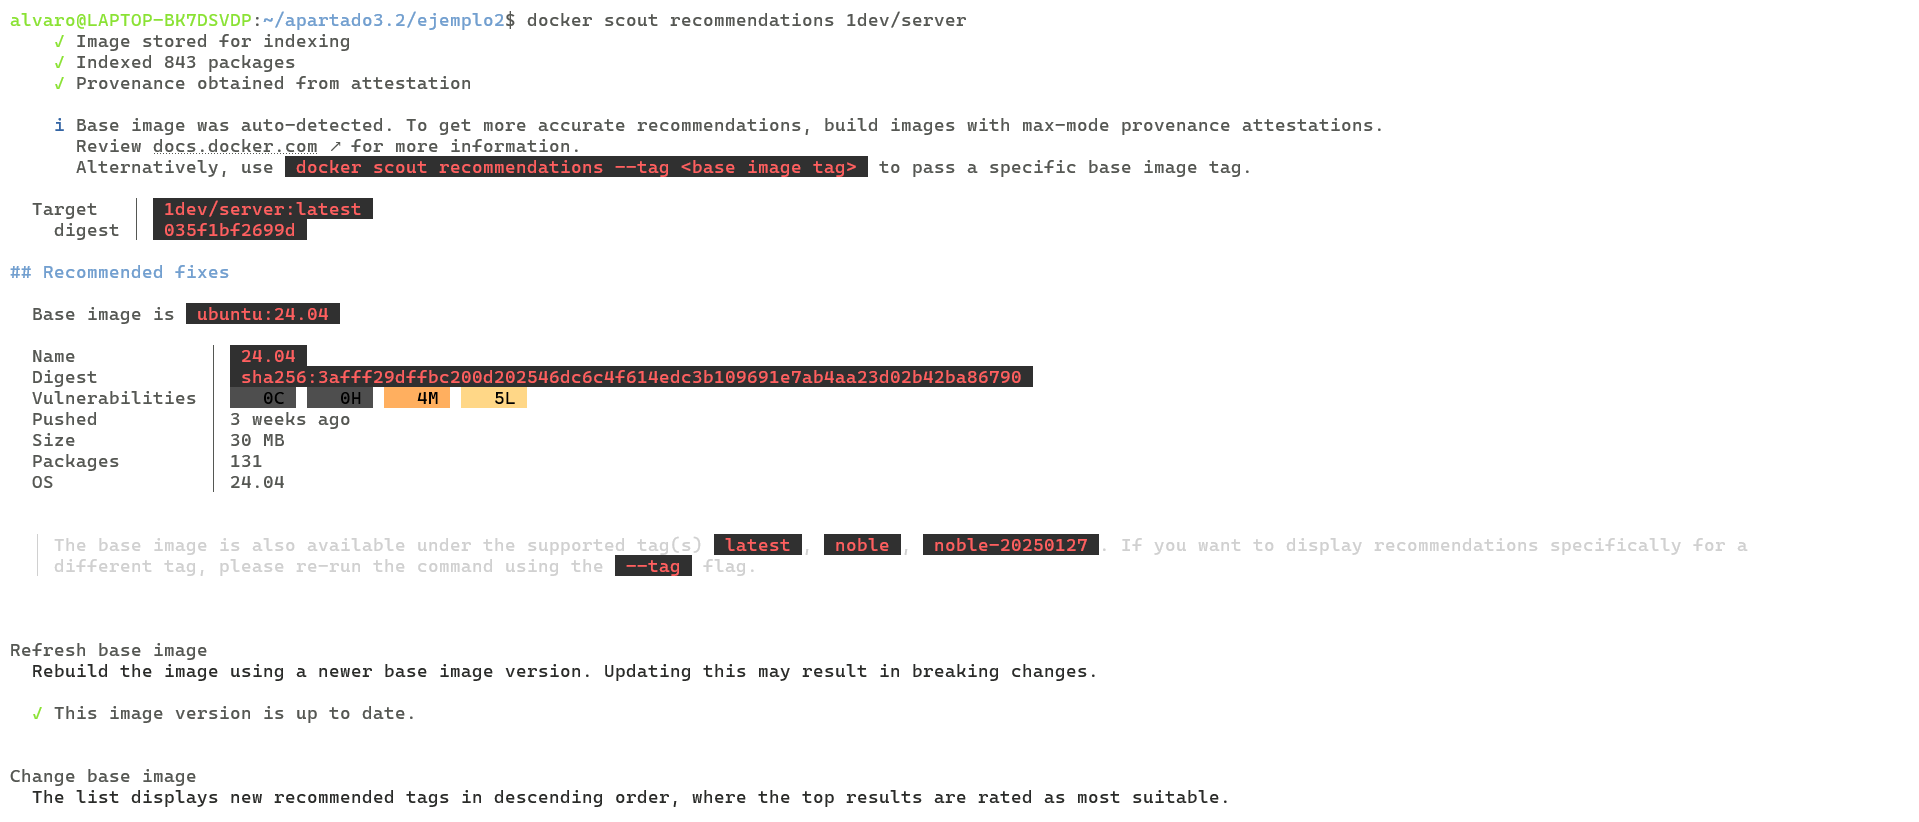 alvaro@LAPTOP-BK7DSVDP:~/apartado3.2/ejemplo2$ docker scout recommendations 1dev/server
✓ Image stored for indexing
✓ Indexed 843 packages
✓ Provenance obtained from attestation
i Base image was auto-detected. To get more accurate recommendations, build images with max-mode provenance attestations.
Review docs.docker.com ↗ for more information.
Alternatively, use docker scout recommendations --tag <base image tag> to pass a specific base image tag.
Target │ 1dev/server:latest
digest │ 035f1bf2699d
## Recommended fixes
Base image is ubuntu:24.04
Name │ 24.04
Digest │ sha256:3afff29dffbc200d202546dc6c4f614edc3b109691e7ab4aa23d02b42ba86790
Vulnerabilities │ 0C 0H 4M 5L
Pushed │ 3 weeks ago
Size │ 30 MB
Packages │ 131
OS │ 24.04
│ The base image is also available under the supported tag(s) latest , noble , noble-20250127 . If you want to display recommendations specifically for a
│ different tag, please re-run the command using the --tag flag.
Refresh base image
Rebuild the image using a newer base image version. Updating this may result in breaking changes.
✓ This image version is up to date.
Change base image
The list displays new recommended tags in descending order, where the top results are rated as most suitable.